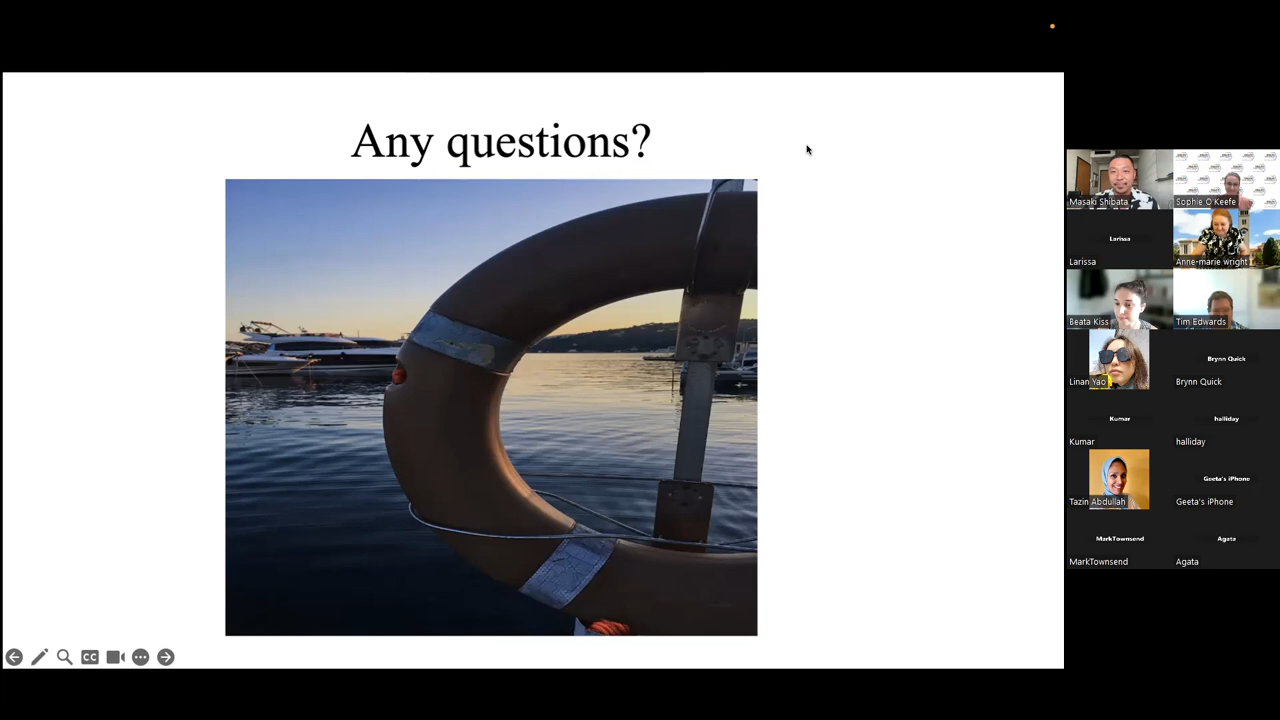 Any questions?
Masaki Shibata
Sophie O Keefe
Larissa
Larissa
Anne-marie wright
Beata Kiss
Tim Edwards
Linan Yao
Brynn Quick
Brynn Quick
Kumar
halliday
Kumar
halliday
Tazin Abdullah
Geeta's iPhone
Geeta's iPhone
MarkTownsend
Agata
MarkTownsend
Agata
CC